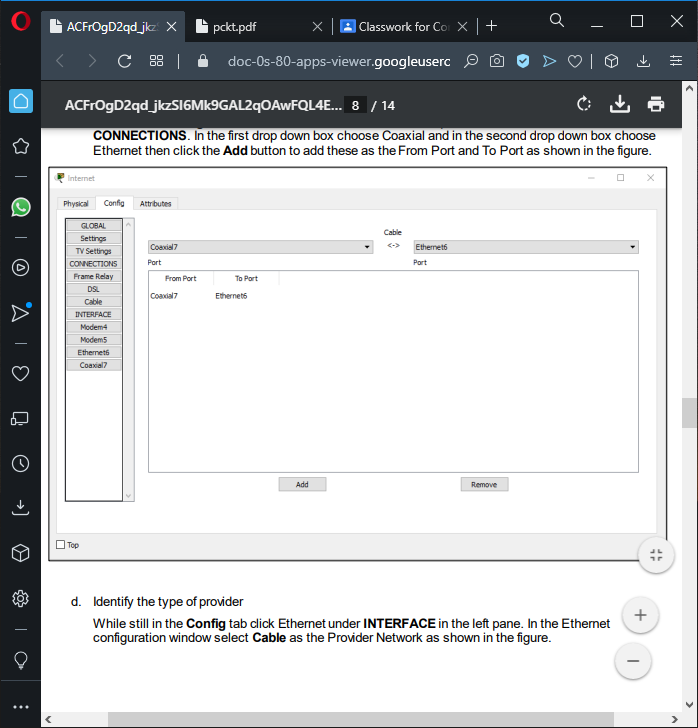 ACFrOgD2qd_jkz
pckt.pdf
Classwork for Co
doc-0s-80-apps-viewer.googleuserc
ACFrOgD2qd_jkzSI6Mk9GAL2qOAwFQL4E... 8 / 14
CONNECTIONS. In the first drop down box choose Coaxial and in the second drop down box choose
Ethernet then click the Add button to add these as the From Port and To Port as shown in the figure.
Internet
Physical Config Attributes
GLOBAL
Settings
TV Settings
CONNECTIONS
Frame Relay
DSL
Cable
INTERFACE
Modem4
Modem5
Ethernet6
Coaxial7
Cable
Coaxial7 <-> Ethernet6
Port Port
From Port To Port
Coaxial7 Ethernet6
Add Remove
Top
d. Identify the type of provider
While still in the Config tab click Ethernet under INTERFACE in the left pane. In the Ethernet
configuration window select Cable as the Provider Network as shown in the figure.